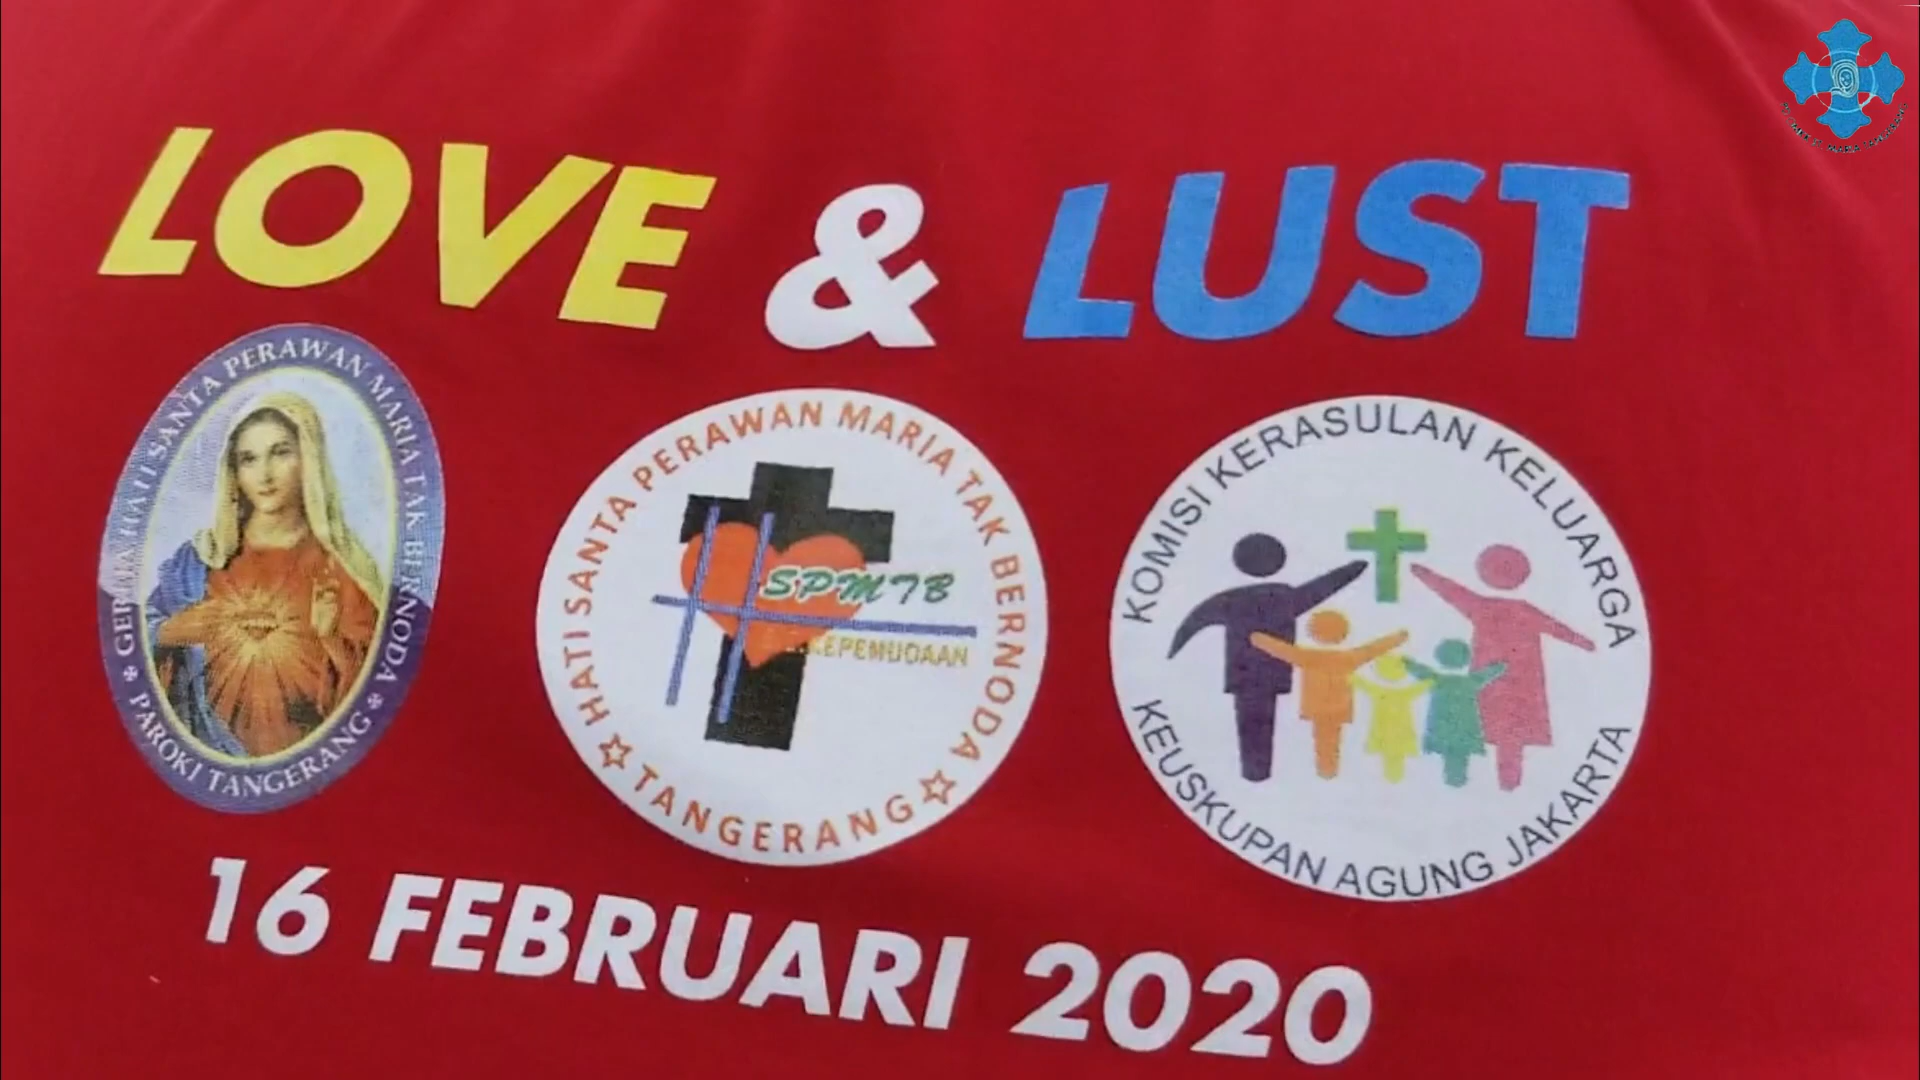 LOVE & LUST
GEREJA HATI SANTA PERAWAN MARIA TAK BERNODA
PAROKI TANGERANG
HATI SANTA PERAWAN MARIA TAK BERNODA
TANGERANG
SPMTB
KEPEMUDAAN
KOMISI KERASULAN KELUARGA
KEUSKUPAN AGUNG JAKARTA
16 FEBRUARI 2020